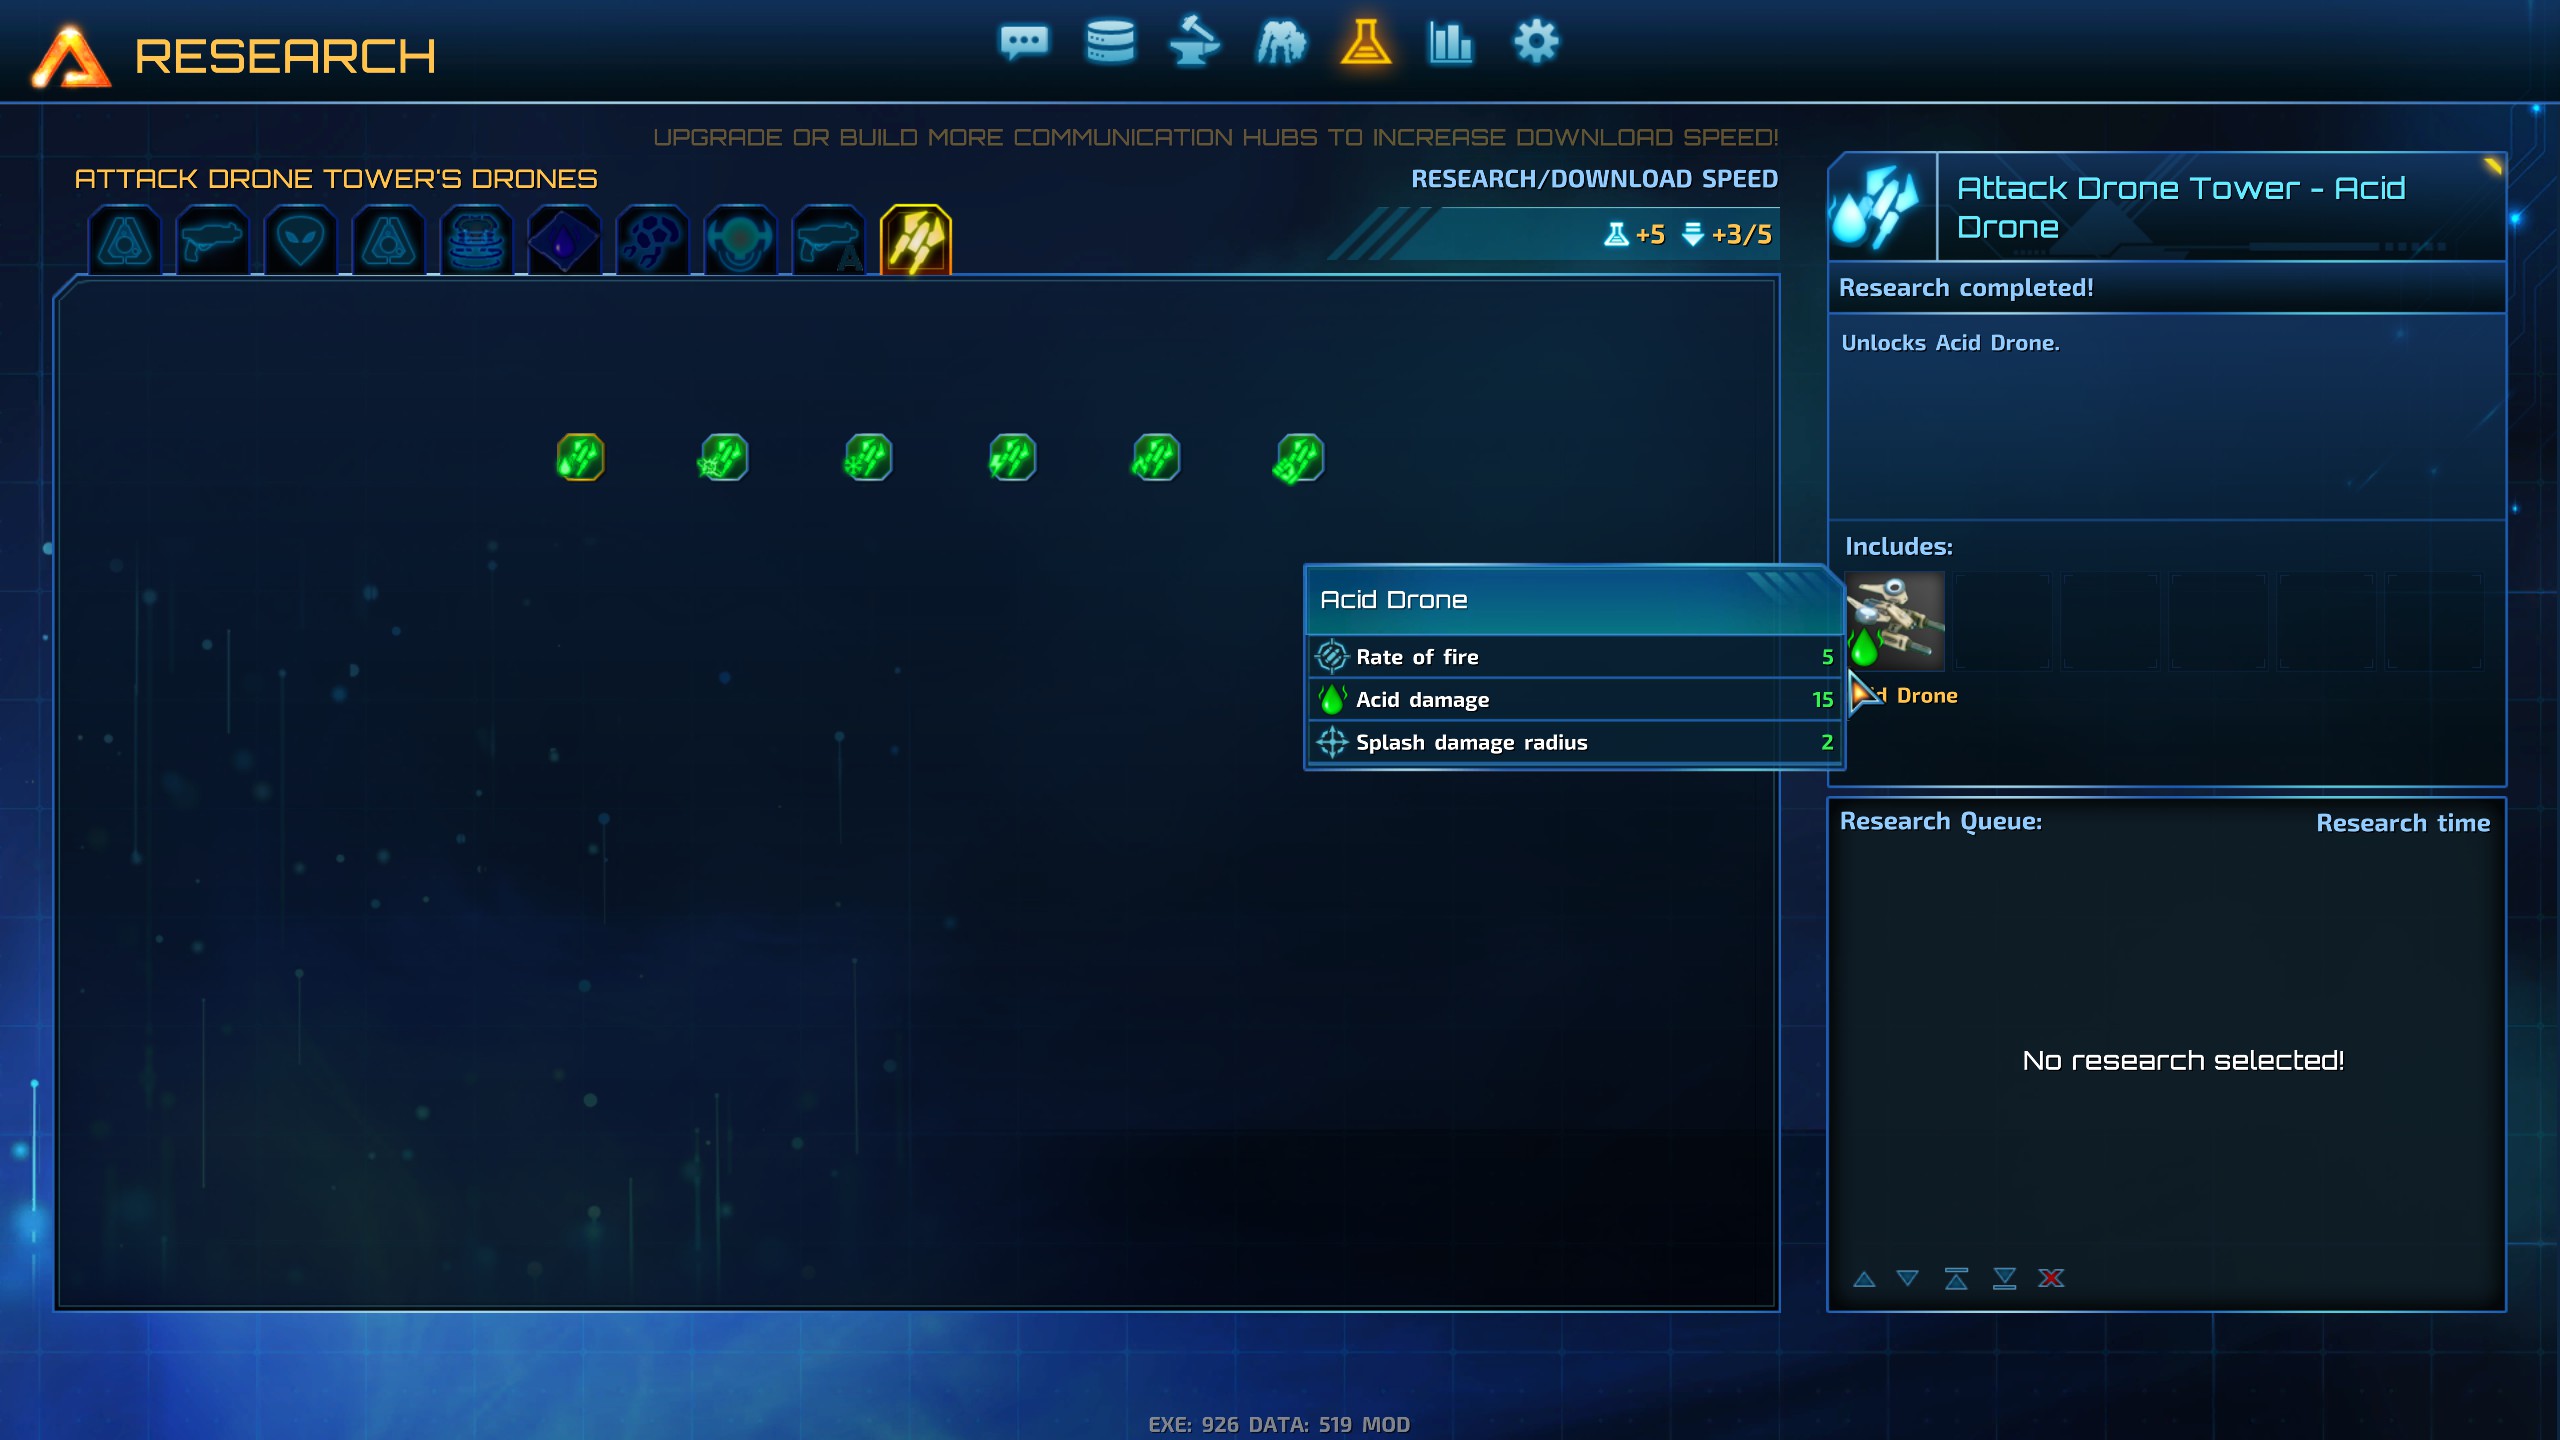 RESEARCH
UPGRADE OR BUILD MORE COMMUNICATION HUBS TO INCREASE DOWNLOAD SPEED!
ATTACK DRONE TOWER'S DRONES
RESEARCH/DOWNLOAD SPEED
+5 +3/5
A
Attack Drone Tower - Acid
Drone
Research completed!
Unlocks Acid Drone.
Includes:
Drone
Acid Drone
Rate of fire 5
Acid damage 15
Splash damage radius 2
Research Queue: Research time
No research selected!
EXE: 926 DATA: 519 MOD